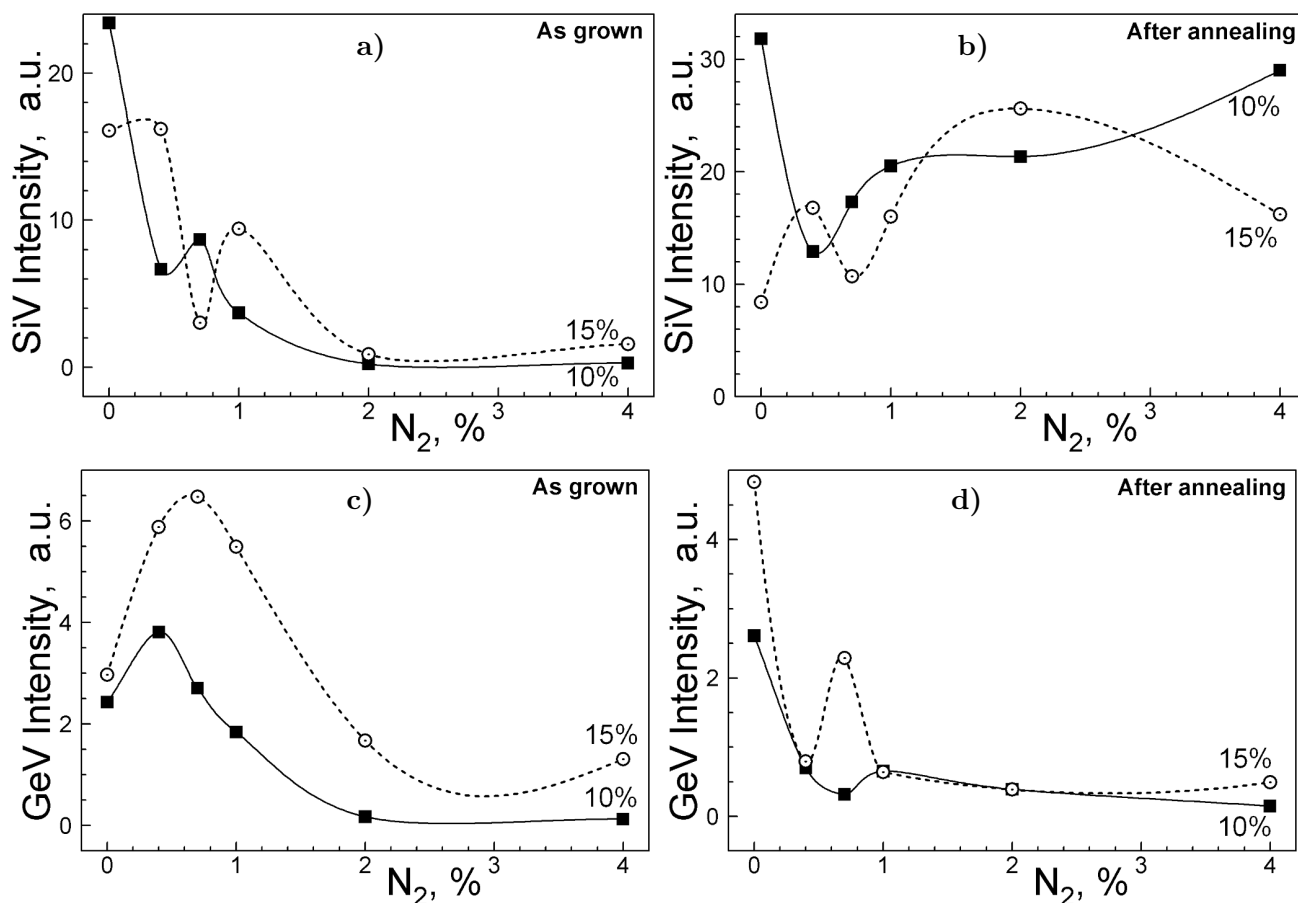 a)
As grown
SiV Intensity, a.u.
20
10
0
15%
10%
0
1
2
3
4
N2, %
b)
After annealing
SiV Intensity, a.u.
30
20
10
0
10%
15%
0
1
2
3
4
N2, %
c)
As grown
GeV Intensity, a.u.
6
4
2
0
15%
10%
0
1
2
3
4
N2, %
d)
After annealing
GeV Intensity, a.u.
4
2
0
15%
10%
0
1
2
3
4
N2, %